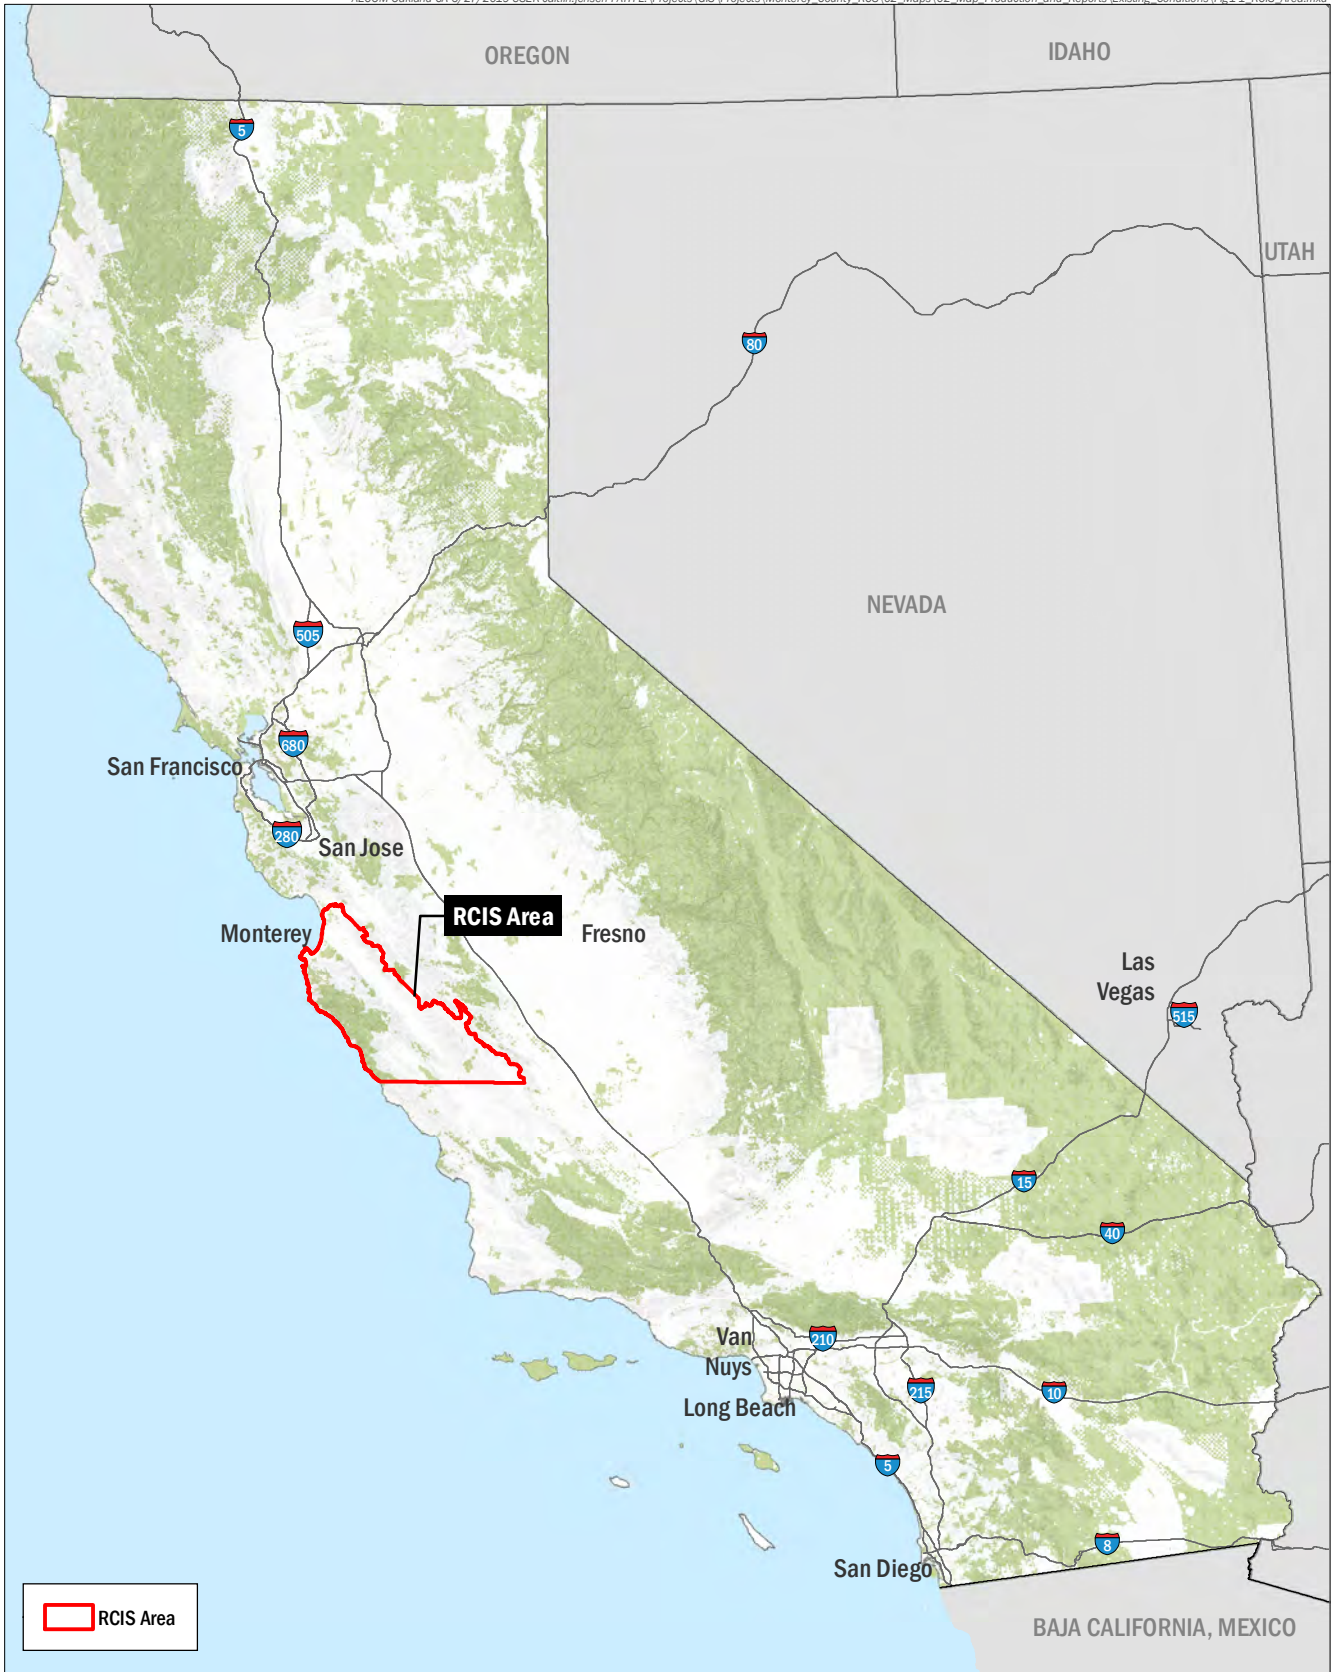 OREGON
IDAHO
5
UTAH
80
NEVADA
505
680
San Francisco
280
San Jose
RCIS Area
Monterey
Fresno
Las
Vegas
515
15
40
Van
Nuys
210
215
10
Long Beach
5
8
San Diego
RCIS Area
BAJA CALIFORNIA, MEXICO